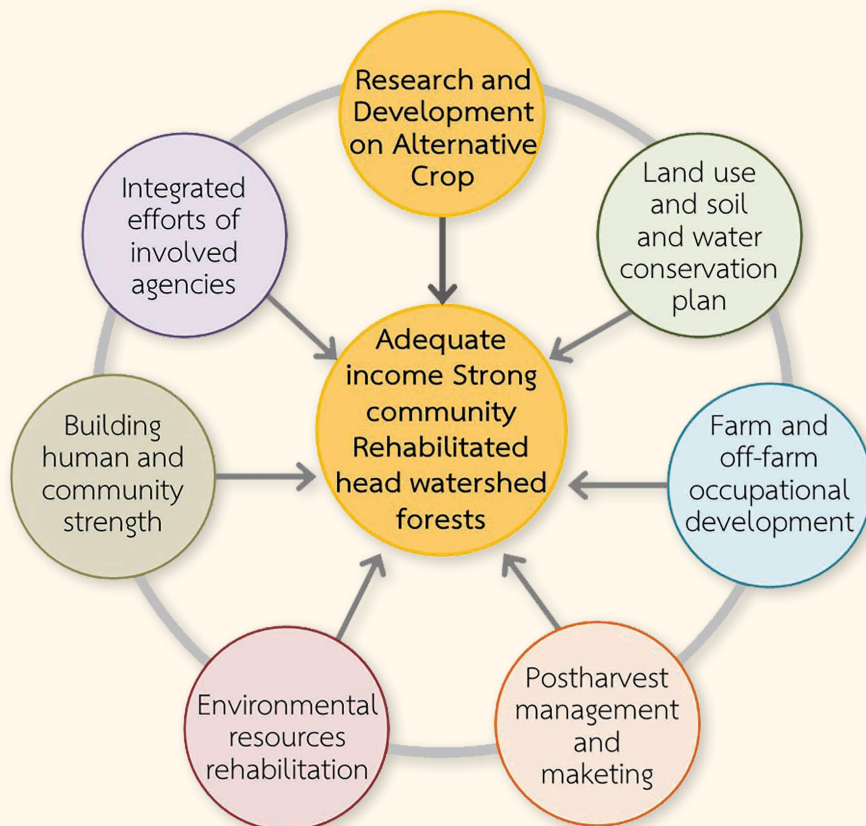 Research and
Development
on Alternative
Crop
Land use
and soil
and water
conservation
plan
Farm and
off-farm
occupational
development
Postharvest
management
and
maketing
Environmental
resources
rehabilitation
Building
human and
community
strength
Integrated
efforts of
involved
agencies
Adequate
income Strong
community
Rehabilitated
head watershed
forests